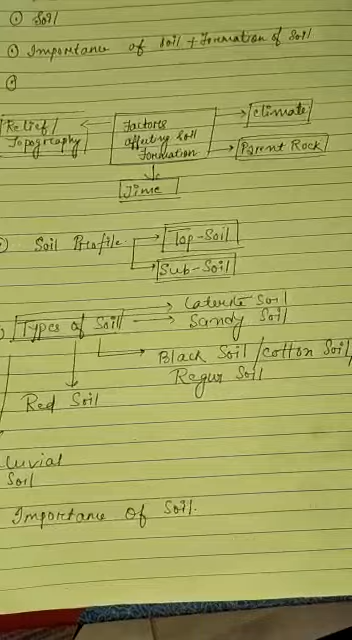 ① Soil
① Importance of Soil + Formation of Soil
Relief/
Topography
Factors
affecting Soil
Formation
Climate
Parent Rock
Time
Soil Profile
Top-Soil
Sub-Soil
Types of Soil
Laterite Soil
Sandy Soil
Black Soil / cotton Soil/
Regur Soil
Red Soil
luvial
Soil
Importance of Soil.